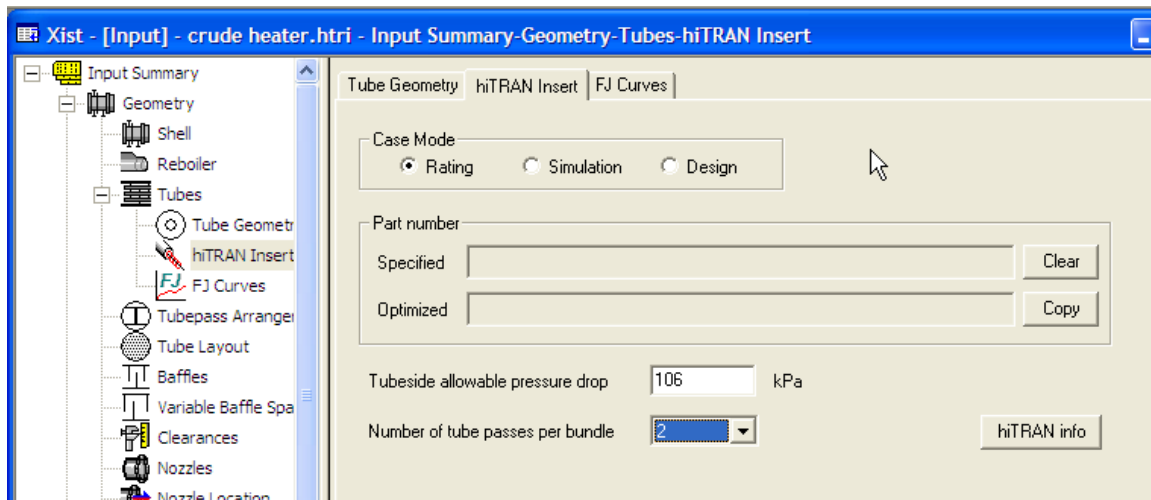 Xist - [Input] - crude heater.htri - Input Summary-Geometry-Tubes-hiTRAN Insert
Input Summary
Geometry
Shell
Reboiler
Tubes
Tube Geometr
hiTRAN Insert
FJ
FJ Curves
Tubepass Arranger
Tube Layout
Baffles
Variable Baffle Spa
Clearances
Nozzles
Nozzle Location
Tube Geometry hiTRAN Insert FJ Curves
Case Mode
Rating Simulation Design
Part number
Specified Clear
Optimized Copy
Tubeside allowable pressure drop 106 kPa
Number of tube passes per bundle 2 hiTRAN info